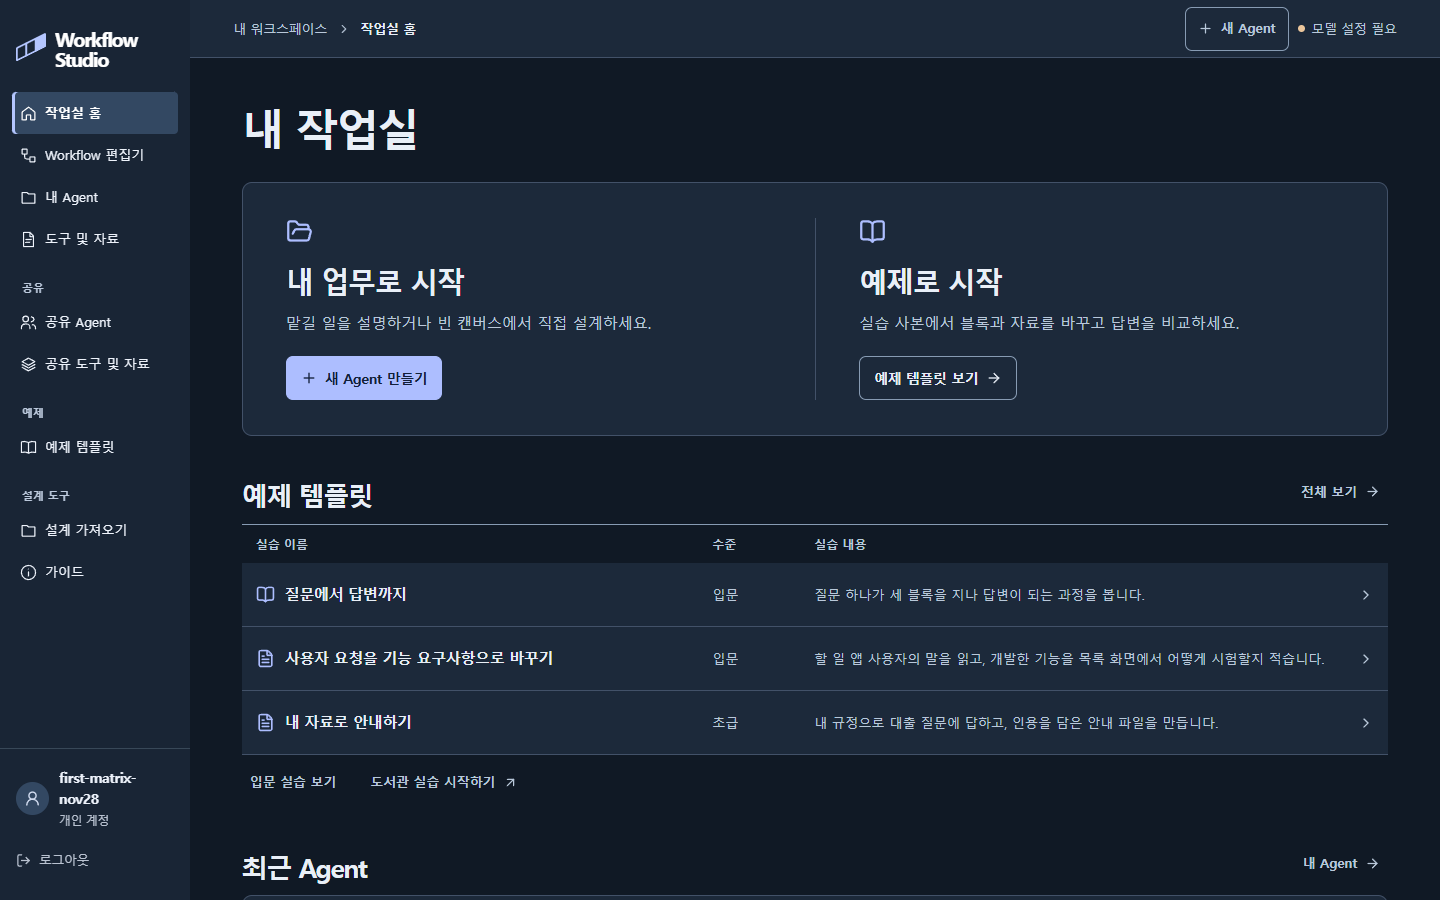 Workflow
Studio
작업실 홈
Workflow 편집기
내 Agent
도구 및 자료
공유
공유 Agent
공유 도구 및 자료
예제
예제 템플릿
설계 도구
설계 가져오기
가이드
first-matrix-
nov28
개인 계정
로그아웃
내 워크스페이스 > 작업실 홈
+ 새 Agent
모델 설정 필요
내 작업실
내 업무로 시작
맡길 일을 설명하거나 빈 캔버스에서 직접 설계하세요.
+ 새 Agent 만들기
예제로 시작
실습 사본에서 블록과 자료를 바꾸고 답변을 비교하세요.
예제 템플릿 보기 →
예제 템플릿
전체 보기 →
실습 이름 수준 실습 내용
질문에서 답변까지 입문 질문 하나가 세 블록을 지나 답변이 되는 과정을 봅니다.
사용자 요청을 기능 요구사항으로 바꾸기 입문 할 일 앱 사용자의 말을 읽고, 개발한 기능을 목록 화면에서 어떻게 시험할지 적습니다.
내 자료로 안내하기 초급 내 규정으로 대출 질문에 답하고, 인용을 담은 안내 파일을 만듭니다.
입문 실습 보기 도서관 실습 시작하기 ↗
최근 Agent
내 Agent →